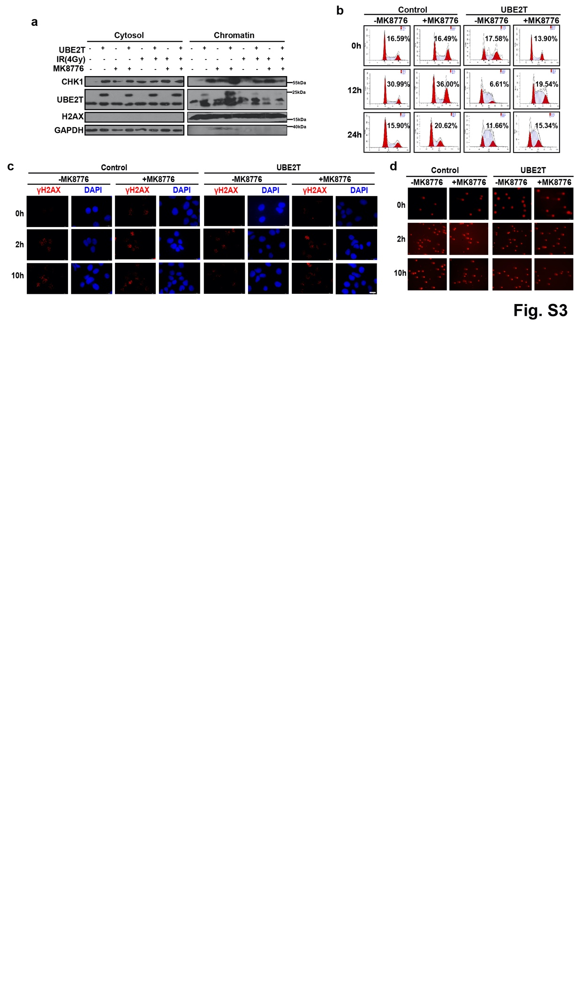 a
Cytosol Chromatin
UBE2T - + - + - + - + - + - + - + - +
IR(4Gy) - - - - + + + + - - - - + + + +
MK8776 - - + + - - + + - - + + - - + +
CHK1
55kDa
UBE2T
25kDa
H2AX
15kDa
GAPDH
40kDa
b
Control UBE2T
-MK8776 +MK8776 -MK8776 +MK8776
0h 16.59% 16.49% 17.58% 13.90%
12h 30.99% 36.00% 6.61% 19.54%
24h 15.90% 20.62% 11.66% 15.34%
c
Control UBE2T
-MK8776 +MK8776 -MK8776 +MK8776
γH2AX DAPI γH2AX DAPI γH2AX DAPI γH2AX DAPI
0h
2h
10h
d
Control UBE2T
-MK8776 +MK8776 -MK8776 +MK8776
0h
2h
10h
Fig. S3